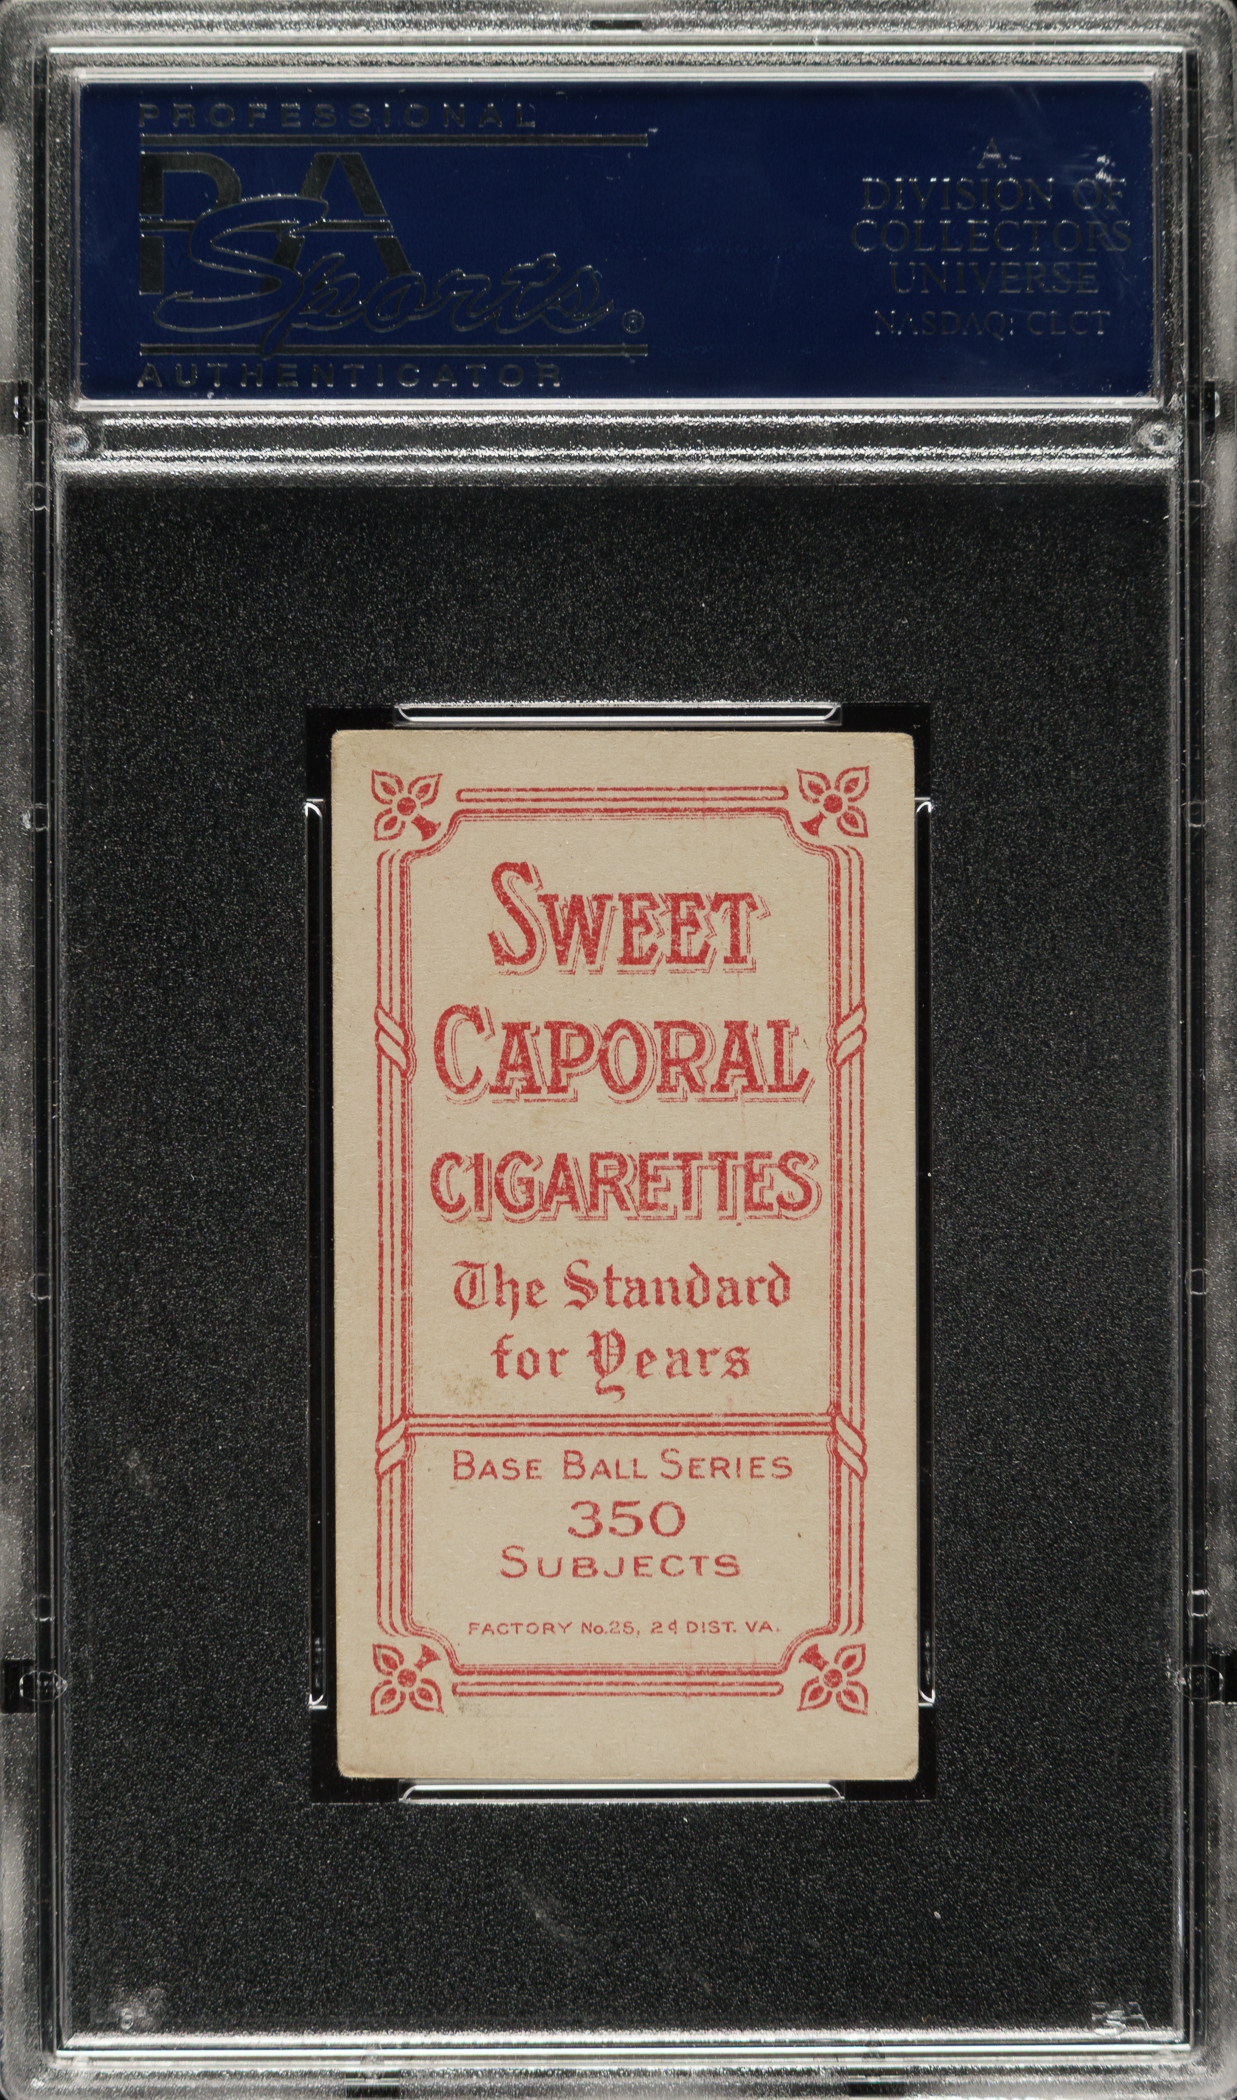 PROFESSIONAL
PSA
Sports®
AUTHENTICATOR
A
DIVISION OF
COLLECTORS
UNIVERSE
NASDAQ: CLCT
SWEET
CAPORAL
CIGARETTES
The Standard
for Years
BASE BALL SERIES
350
SUBJECTS
FACTORY No.25, 2d DIST. VA.
PSA